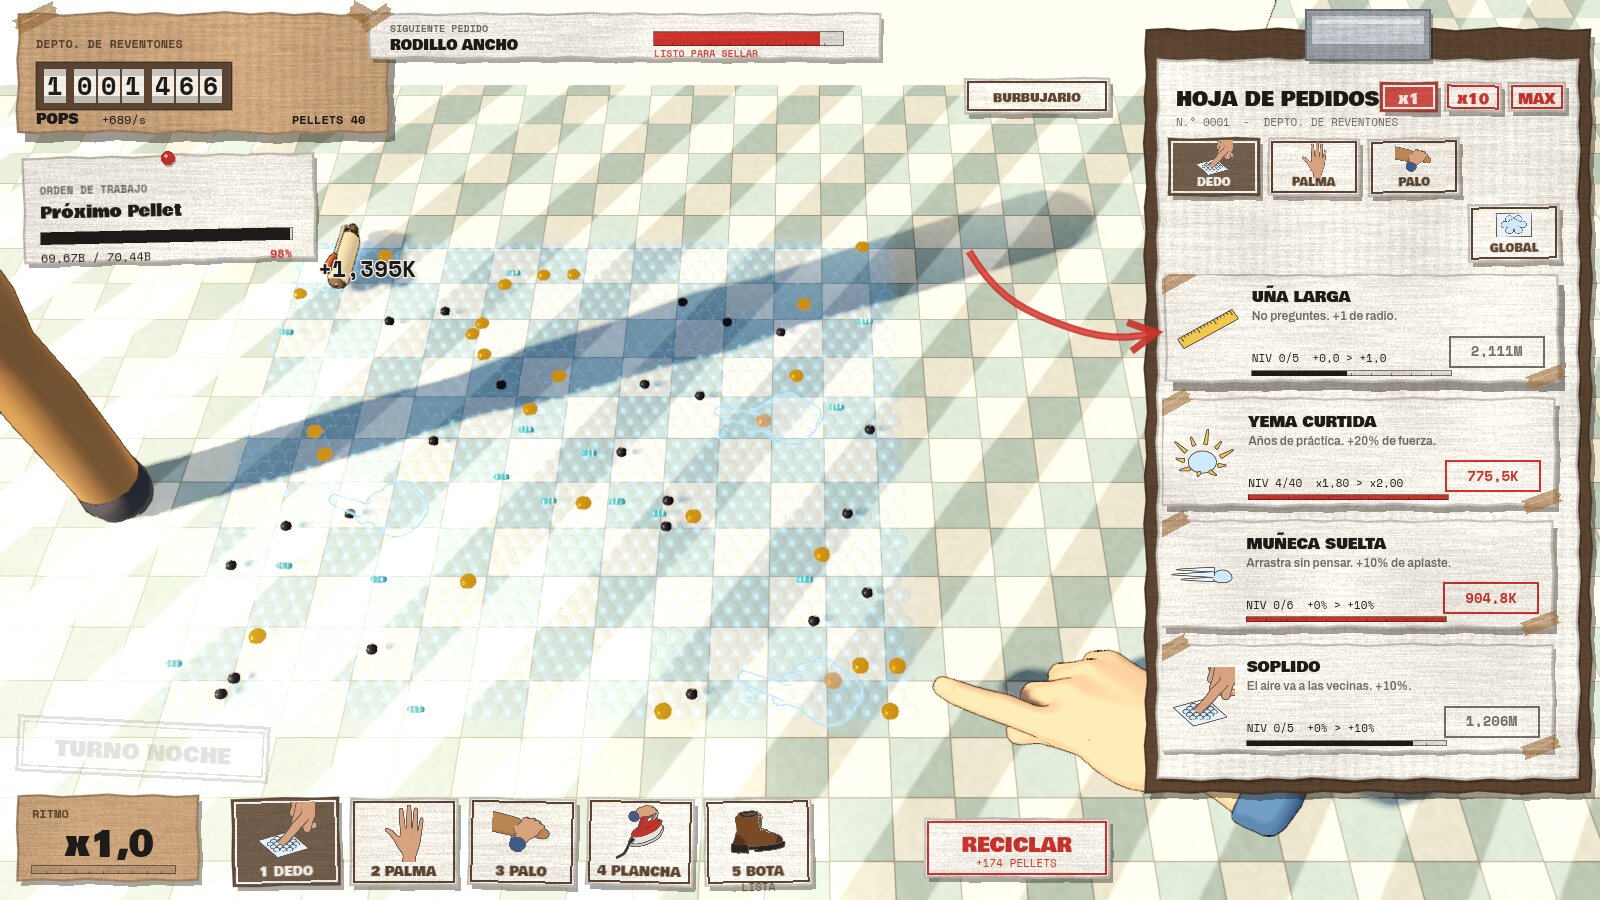 DEPTO. DE REVENTONES
1 001 466
POPS +689/s PELLETS 40
SIGUIENTE PEDIDO
RODILLO ANCHO
LISTO PARA SELLAR
ORDEN DE TRABAJO
Próximo Pellet
69.67B / 70.44B 98%
+1,395K
BURBUJARIO
HOJA DE PEDIDOS x1 x10 MAX
N.° 0001 - DEPTO. DE REVENTONES
DEDO PALMA PALO
GLOBAL
UÑA LARGA
No preguntes. +1 de radio.
NIV 0/5 +0,0 > +1,0
2,111M
YEMA CURTIDA
Años de práctica. +20% de fuerza.
NIV 4/40 x1,80 > x2,00
775,5K
MUÑECA SUELTA
Arrastra sin pensar. +10% de aplaste.
NIV 0/6 +0% > +10%
904,8K
SOPLIDO
El aire va a las vecinas. +10%.
NIV 0/5 +0% > +10%
1,206M
TURNO NOCHE
RITMO
x1,0
1 DEDO
2 PALMA
3 PALO
4 PLANCHA
5 BOTA
LISTA
RECICLAR
+174 PELLETS